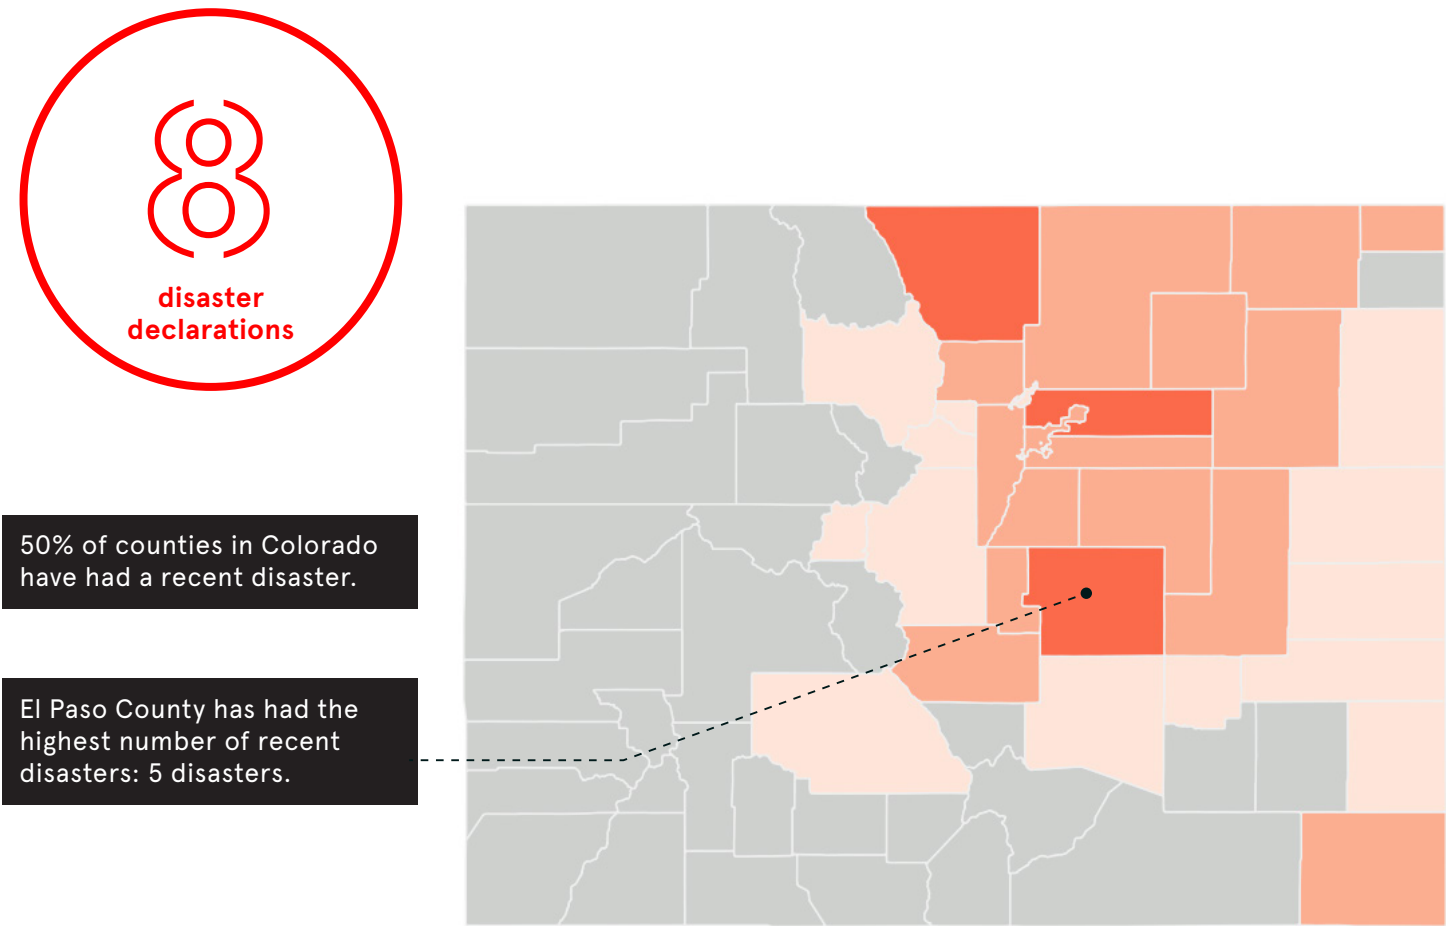 8
disaster
declarations
50% of counties in Colorado
have had a recent disaster.
El Paso County has had the
highest number of recent
disasters: 5 disasters.